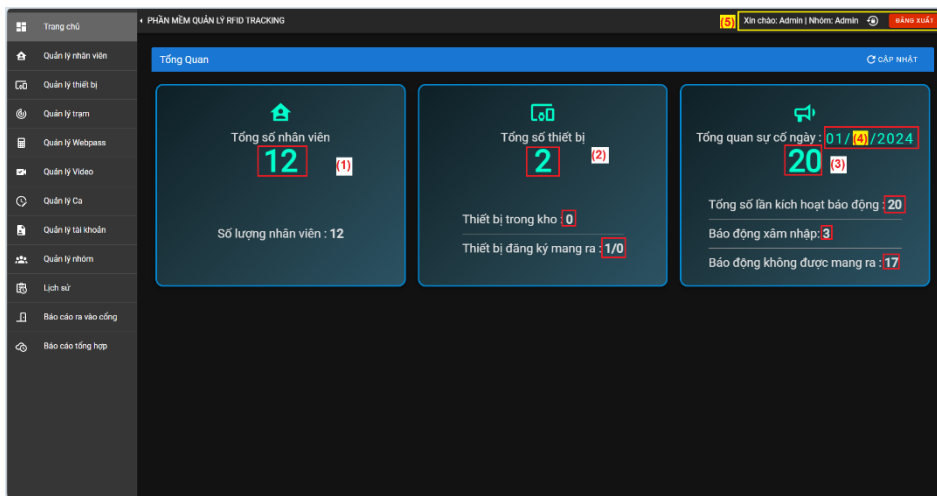 Trang chủ
Quản lý nhân viên
Quản lý thiết bị
Quản lý trạm
Quản lý Webpass
Quản lý Video
Quản lý Ca
Quản lý tài khoản
Quản lý nhóm
Lịch sử
Báo cáo ra vào cổng
Báo cáo tổng hợp
PHẦN MỀM QUẢN LÝ RFID TRACKING
(5) Xin chào: Admin | Nhóm: Admin ĐĂNG XUẤT
Tổng Quan
CẬP NHẬT
Tổng số nhân viên
12 (1)
Số lượng nhân viên : 12
Tổng số thiết bị
2 (2)
Thiết bị trong kho : 0
Thiết bị đăng ký mang ra : 1/0
Tổng quan sự cố ngày : 01/(4)/2024
20 (3)
Tổng số lần kích hoạt báo động : 20
Báo động xâm nhập: 3
Báo động không được mang ra : 17